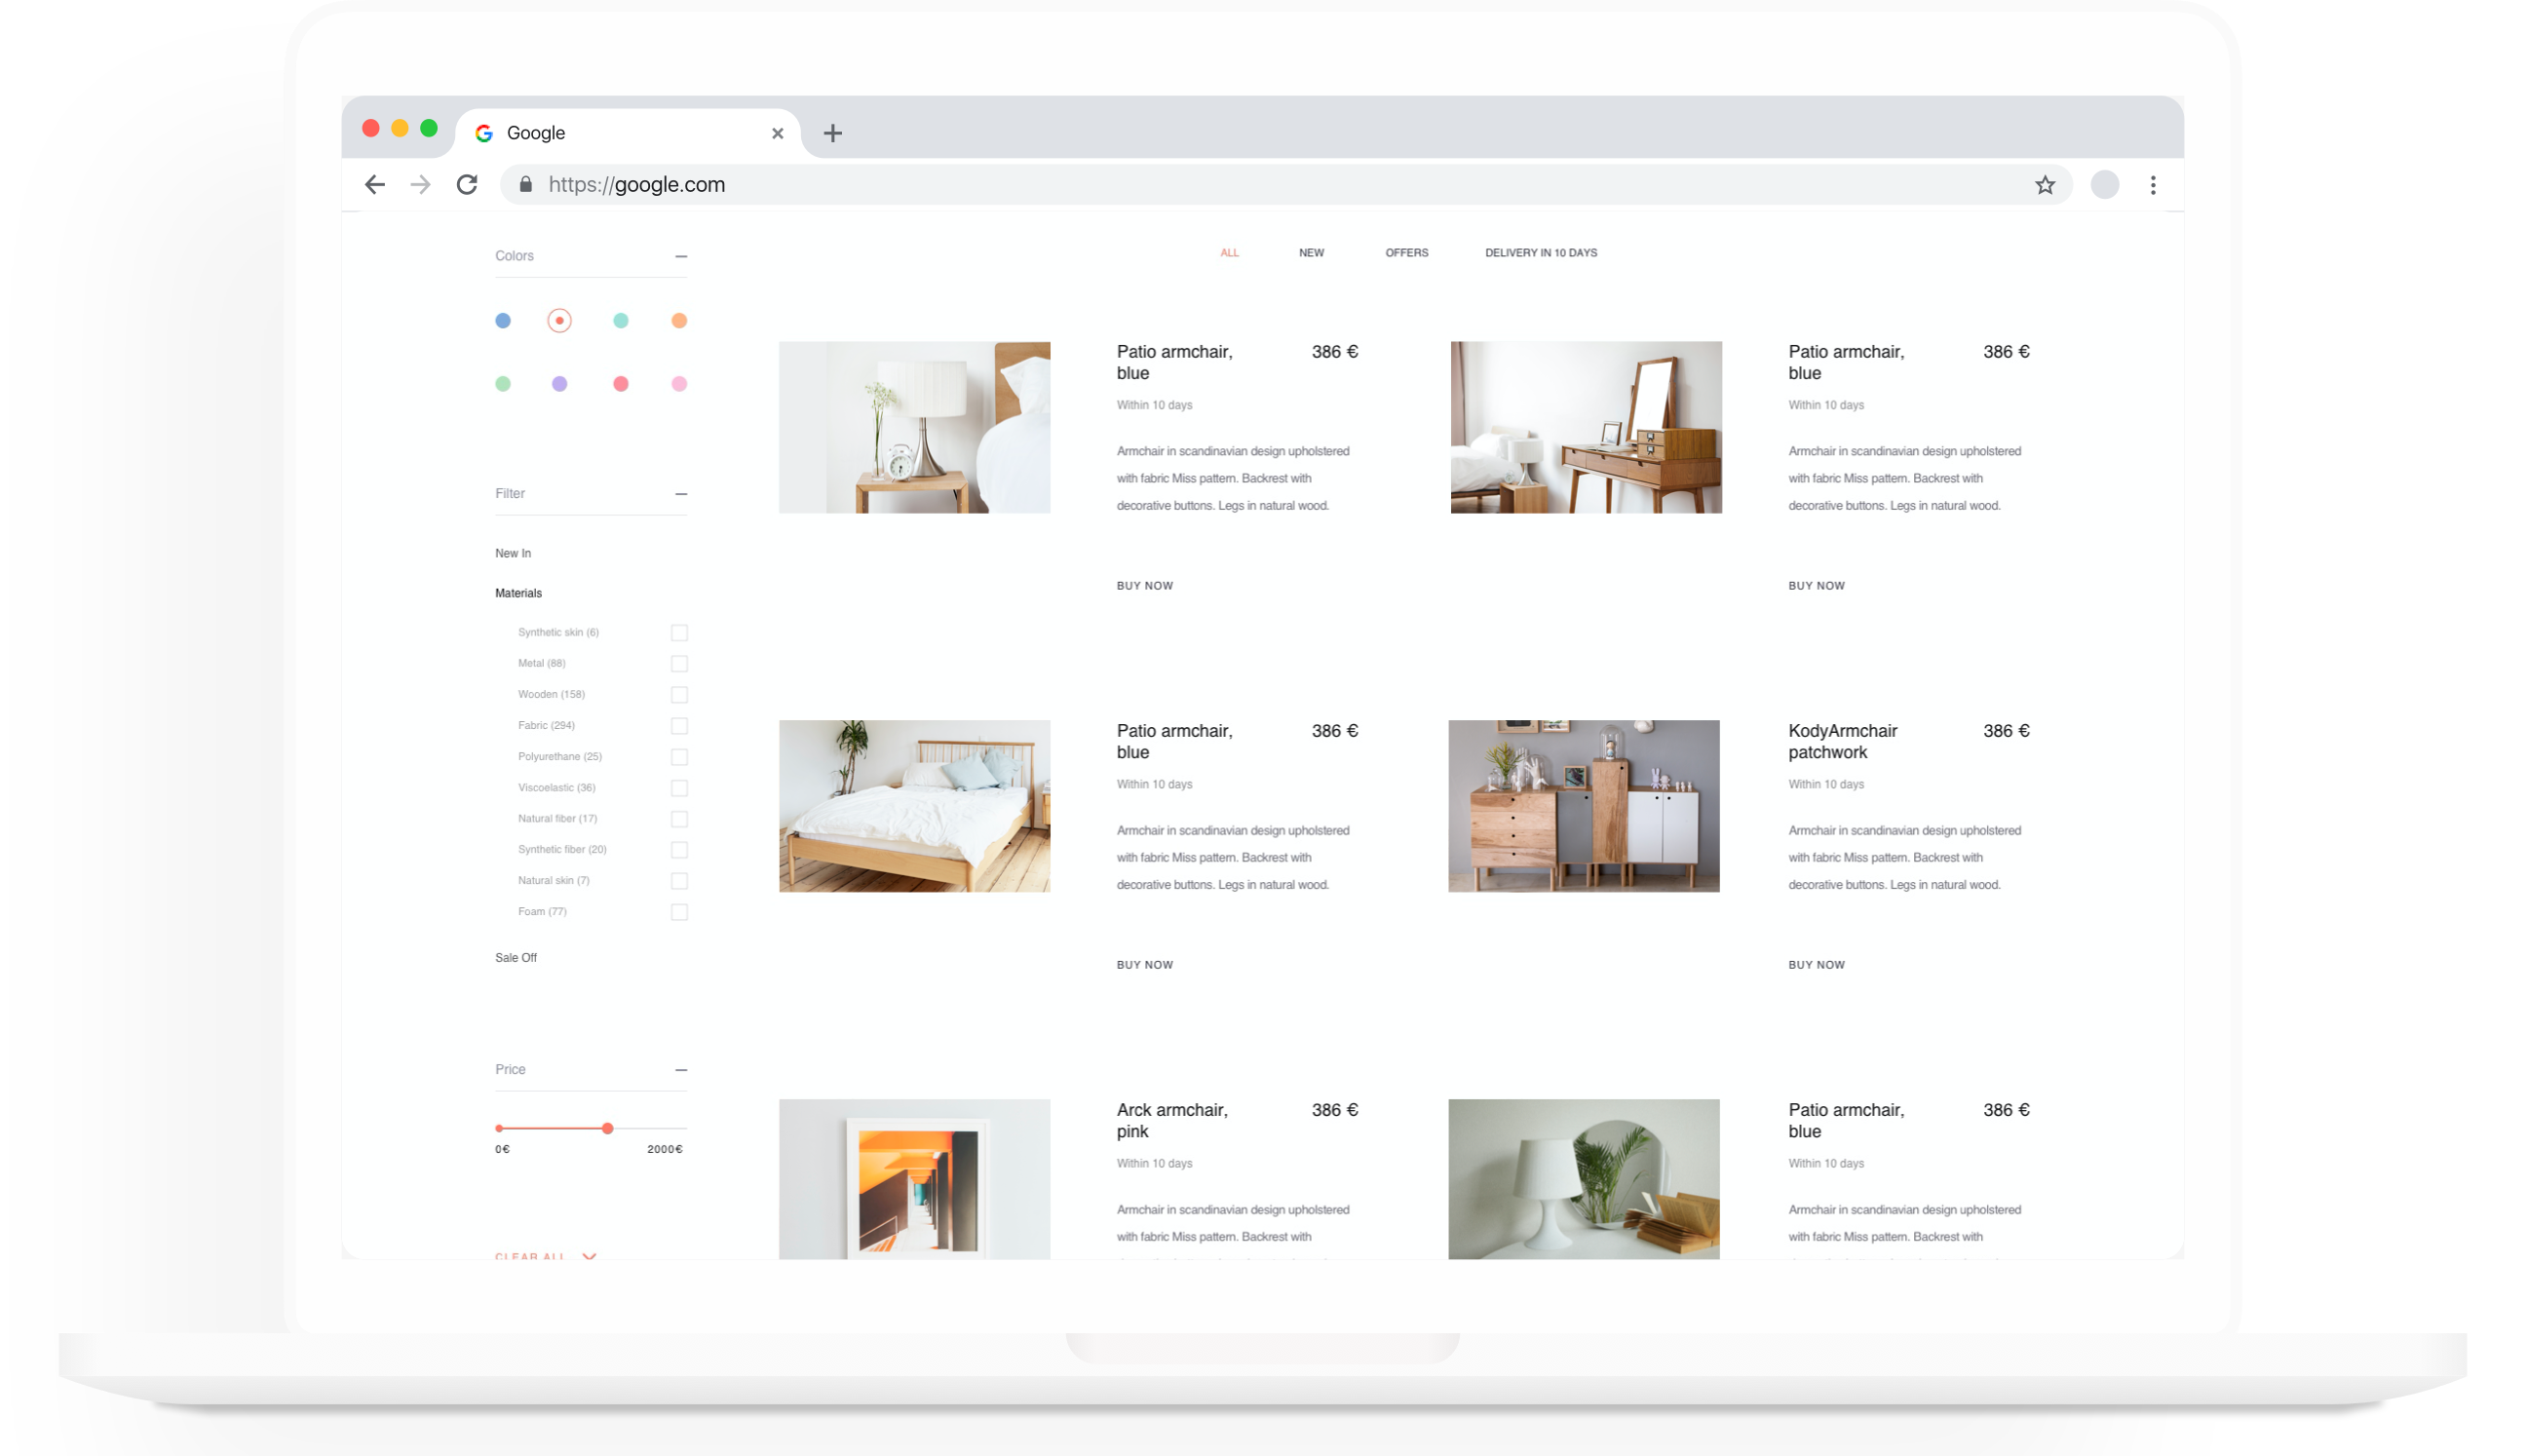 Google
https://google.com
Colors
Filter
New In
Materials
Synthetic skin (6)
Metal (88)
Wooden (158)
Fabric (294)
Polyurethane (25)
Viscoelastic (36)
Natural fiber (17)
Synthetic fiber (20)
Natural skin (7)
Foam (77)
Sale Off
Price
0€ 2000€
CLEAR ALL
ALL NEW OFFERS DELIVERY IN 10 DAYS
Patio armchair, 386 €
blue
Within 10 days
Armchair in scandinavian design upholstered
with fabric Miss pattern. Backrest with
decorative buttons. Legs in natural wood.
BUY NOW
Patio armchair, 386 €
blue
Within 10 days
Armchair in scandinavian design upholstered
with fabric Miss pattern. Backrest with
decorative buttons. Legs in natural wood.
BUY NOW
Patio armchair, 386 €
blue
Within 10 days
Armchair in scandinavian design upholstered
with fabric Miss pattern. Backrest with
decorative buttons. Legs in natural wood.
BUY NOW
KodyArmchair 386 €
patchwork
Within 10 days
Armchair in scandinavian design upholstered
with fabric Miss pattern. Backrest with
decorative buttons. Legs in natural wood.
BUY NOW
Arck armchair, 386 €
pink
Within 10 days
Armchair in scandinavian design upholstered
with fabric Miss pattern. Backrest with
Patio armchair, 386 €
blue
Within 10 days
Armchair in scandinavian design upholstered
with fabric Miss pattern. Backrest with